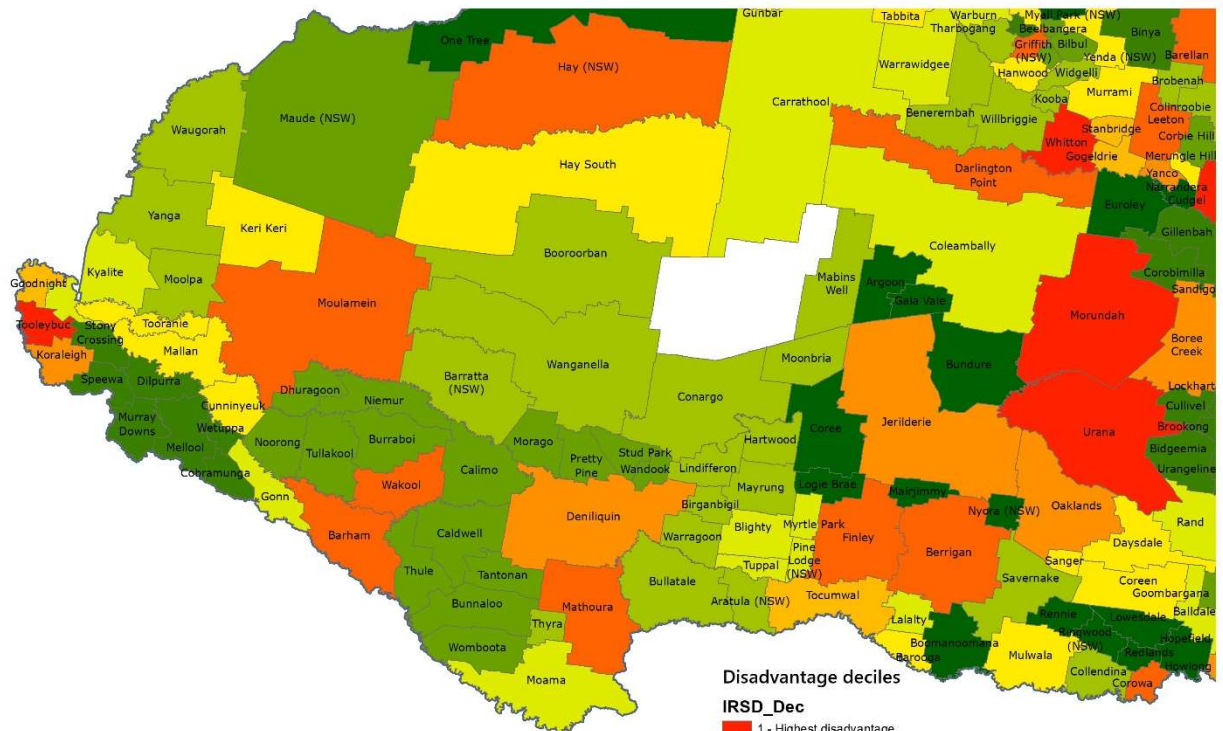 Gunbar
Tabbita
Warburn
Myall Park (NSW)
Tharbogang
Beelbangera
Binya
One Tree
Hay (NSW)
Griffith
(NSW)
Bilbul
Yenda (NSW)
Barellan
Warrawidgee
Hanwood
Widgelli
Brobenah
Carrathool
Murrami
Kooba
Colinroobie
Maude (NSW)
Benerembah
Willbriggie
Leeton
Waugorah
Stanbridge
Whitton
Corbie Hill
Gogeldrie
Merungle Hill
Hay South
Darlington
Point
Yanco
Narrandera
Cudgel
Euroley
Yanga
Keri Keri
Gillenbah
Booroorban
Coleambally
Kyalite
Moolpa
Mabins
Well
Corobimilla
Goodnight
Argoon
Sandigo
Gala Vale
Moulamein
Morundah
Tooleybuc
Stony
Crossing
Tooranie
Boree
Creek
Koraleigh
Mallan
Moonbria
Bundure
Wanganella
Speewa
Dilpurra
Barratta
(NSW)
Lockhart
Dhuragoon
Niemur
Conargo
Cunninyeuk
Cullivel
Murray
Downs
Wetuppa
Jerilderie
Urana
Brookong
Noorong
Burraboi
Morago
Coree
Hartwood
Mellool
Tullakool
Pretty
Pine
Stud Park
Wandook
Bidgeemia
Cobramunga
Calimo
Lindifferon
Urangeline
Wakool
Logie Brae
Gonn
Mayrung
Mairjimmy
Birganbigil
Nyora (NSW)
Oaklands
Deniliquin
Rand
Barham
Caldwell
Blighty
Myrtle Park
Warragoon
Finley
Daysdale
Pine
Lodge
(NSW)
Berrigan
Sanger
Thule
Tuppal
Tantonan
Bullatale
Savernake
Coreen
Goombargana
Bunnaloo
Mathoura
Aratula (NSW)
Tocumwal
Balldale
Thyra
Lalalty
Rennie
Lowesdale
Womboota
Boomanoomana
Ringwood
(NSW)
Hopefield
Barooga
Mulwala
Redlands
Howlong
Moama
Collendina
Corowa
Disadvantage deciles
IRSD_Dec
1 - Highest disadvantage